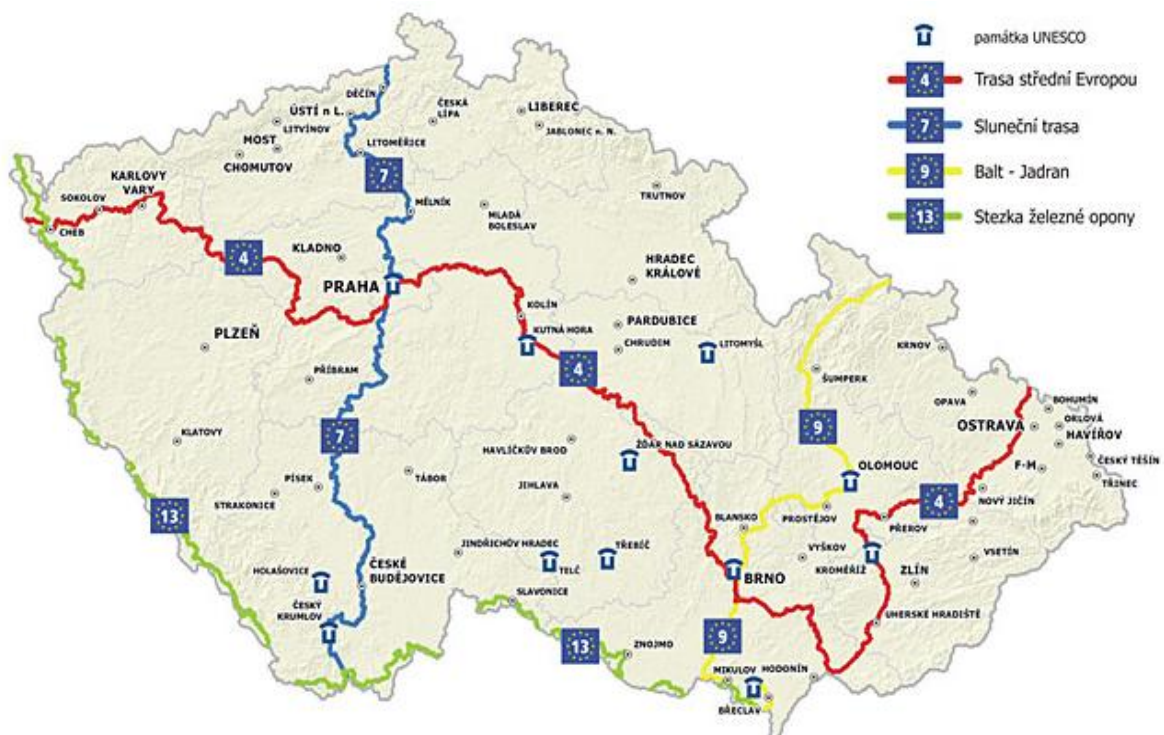 památka UNESCO
4 Trasa střední Evropou
7 Sluneční trasa
9 Balt - Jadran
13 Stezka železné opony
DĚČÍN
ÚSTÍ n L.
LITVÍNOV
MOST
CHOMUTOV
LITOMĚŘICE
ČESKÁ
LÍPA
LIBEREC
JABLONEC n. N.
7
KARLOVY
VARY
SOKOLOV
CHEB
MĚLNÍK
MLADÁ
BOLESLAV
TRUTNOV
4
KLADNO
PRAHA
HRADEC
KRÁLOVÉ
KOLÍN
KUTNÁ HORA
PARDUBICE
CHRUDIM
LITOMYŠL
PLZEŇ
PŘÍBRAM
4
ŠUMPERK
KRNOV
OPAVA
BOHUMÍN
ORLOVÁ
OSTRAVA
HAVÍŘOV
ČESKÝ TĚŠÍN
F-M
TŘINEC
7
9
KLATOVY
HAVLÍČKŮV BROD
ŽĎÁR NAD SÁZAVOU
TÁBOR
PÍSEK
STRAKONICE
JIHLAVA
OLOMOUC
4
NOVÝ JIČÍN
PROSTĚJOV
PŘEROV
BLANSKO
VSETÍN
13
JINDŘICHŮV HRADEC
TELČ
TŘEBÍČ
VYŠKOV
KROMĚŘÍŽ
ZLÍN
BRNO
HOLAŠOVICE
ČESKÉ
BUDĚJOVICE
SLAVONICE
ČESKÝ
KRUMLOV
UHERSKÉ HRADIŠTĚ
13
9
ZNOJMO
MIKULOV
HODONÍN
BŘECLAV